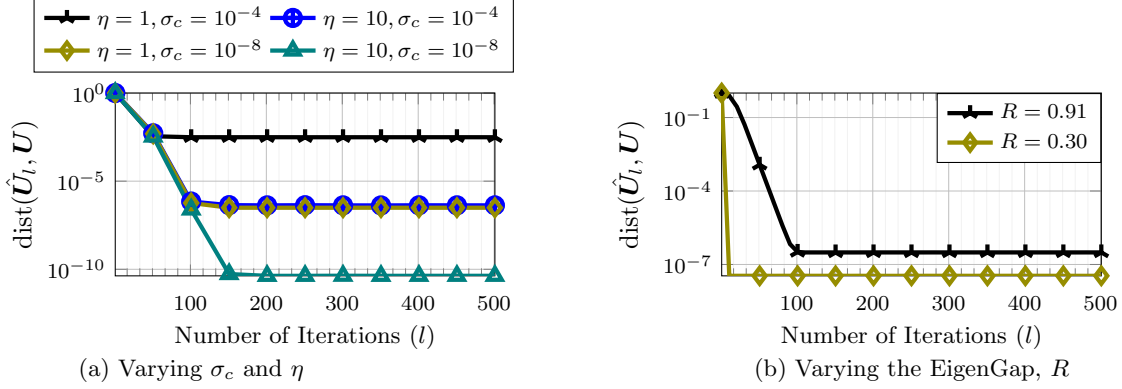 η = 1, σ_c = 10^{-4} η = 10, σ_c = 10^{-4}
η = 1, σ_c = 10^{-8} η = 10, σ_c = 10^{-8}
dist(Û_l, U)
10^0
10^{-5}
10^{-10}
100 200 300 400 500
Number of Iterations (l)
(a) Varying σ_c and η
R = 0.91
R = 0.30
dist(Û_l, U)
10^{-1}
10^{-4}
10^{-7}
100 200 300 400 500
Number of Iterations (l)
(b) Varying the EigenGap, R